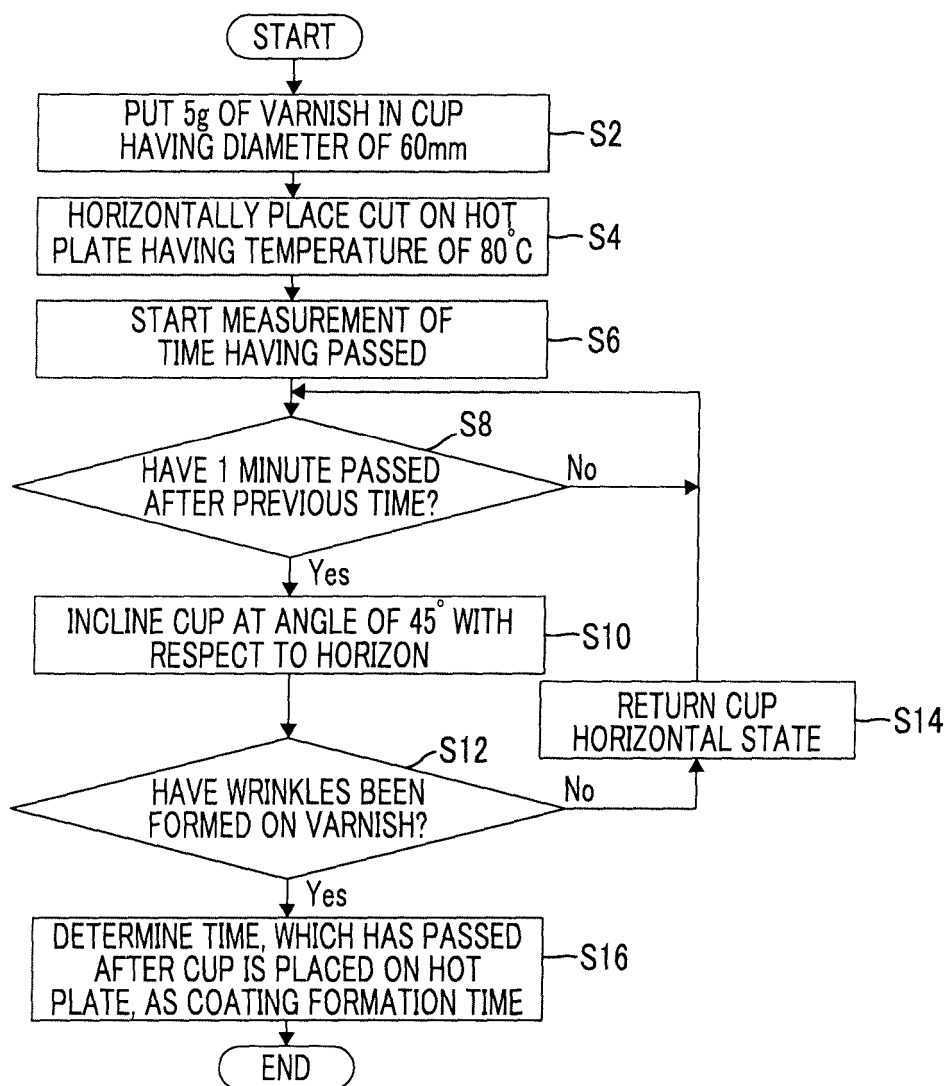 START
PUT 5g OF VARNISH IN CUP
HAVING DIAMETER OF 60mm
S2
HORIZONTALLY PLACE CUT ON HOT
PLATE HAVING TEMPERATURE OF 80°C
S4
START MEASUREMENT OF
TIME HAVING PASSED
S6
S8
HAVE 1 MINUTE PASSED
AFTER PREVIOUS TIME?
No
Yes
INCLINE CUP AT ANGLE OF 45° WITH
RESPECT TO HORIZON
S10
RETURN CUP
HORIZONTAL STATE
S14
S12
HAVE WRINKLES BEEN
FORMED ON VARNISH?
No
Yes
DETERMINE TIME, WHICH HAS PASSED
AFTER CUP IS PLACED ON HOT
PLATE, AS COATING FORMATION TIME
S16
END